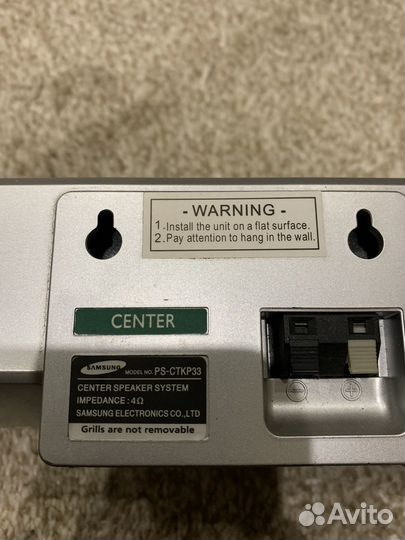 - WARNING -
1. Install the unit on a flat surface.
2. Pay attention to hang in the wall.
CENTER
SAMSUNG MODEL NO. PS-CTKP33
CENTER SPEAKER SYSTEM
IMPEDANCE : 4Ω
SAMSUNG ELECTRONICS CO.,LTD
Grills are not removable
Avito